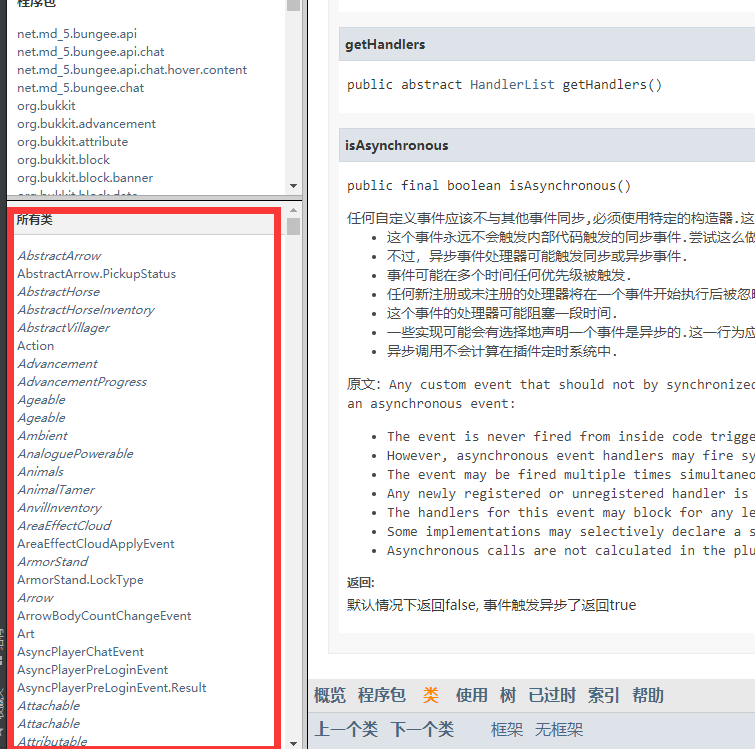 程序包
net.md_5.bungee.api
net.md_5.bungee.api.chat
net.md_5.bungee.api.chat.hover.content
net.md_5.bungee.chat
org.bukkit
org.bukkit.advancement
org.bukkit.attribute
org.bukkit.block
org.bukkit.block.banner
org.bukkit.block.data
所有类
AbstractArrow
AbstractArrow.PickupStatus
AbstractHorse
AbstractHorseInventory
AbstractVillager
Action
Advancement
AdvancementProgress
Ageable
Ageable
Ambient
AnaloguePowerable
Animals
AnimalTamer
AnvilInventory
AreaEffectCloud
AreaEffectCloudApplyEvent
ArmorStand
ArmorStand.LockType
Arrow
ArrowBodyCountChangeEvent
Art
AsyncPlayerChatEvent
AsyncPlayerPreLoginEvent
AsyncPlayerPreLoginEvent.Result
Attachable
Attachable
Attributable
getHandlers
public abstract HandlerList getHandlers()
isAsynchronous
public final boolean isAsynchronous()
任何自定义事件应该不与其他事件同步,必须使用特定的构造器.这
这个事件永远不会触发内部代码触发的同步事件.尝试这么做
不过，异步事件处理器可能触发同步或异步事件.
事件可能在多个时间任何优先级被触发.
任何新注册或未注册的处理器将在一个事件开始执行后被忽略
这个事件的处理器可能阻塞一段时间.
一些实现可能会有选择地声明一个事件是异步的.这一行为应
异步调用不会计算在插件定时系统中.
原文：Any custom event that should not by synchronized
an asynchronous event:
The event is never fired from inside code trigge
However, asynchronous event handlers may fire sy
The event may be fired multiple times simultaneo
Any newly registered or unregistered handler is
The handlers for this event may block for any le
Some implementations may selectively declare a s
Asynchronous calls are not calculated in the plu
返回:
默认情况下返回false, 事件触发异步了返回true
概览 程序包 类 使用 树 已过时 索引 帮助
上一个类 下一个类 框架 无框架